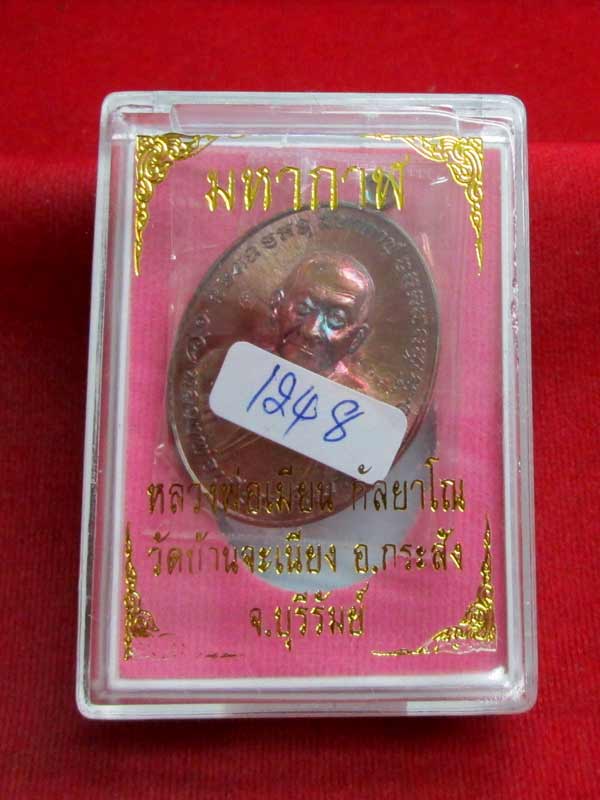 มหากาฬ
1248
หลวงพ่อเมียน กัลยาโณ
วัดบ้านจะเนียง อ.กระสัง
จ.บุรีรัมย์